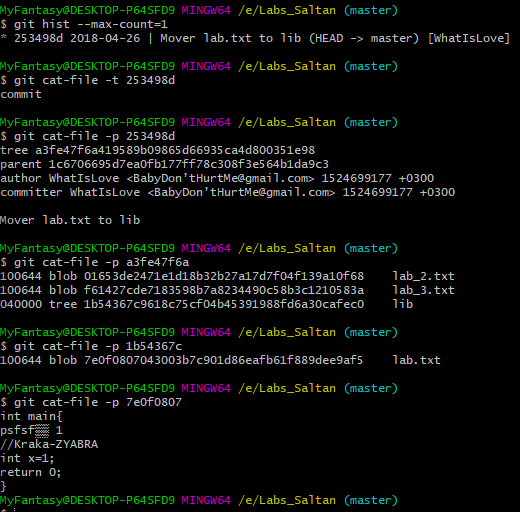 MyFantasy@DESKTOP-P64SFD9 MINGW64 /e/Labs_Saltan (master)
$ git hist --max-count=1
* 253498d 2018-04-26 | Mover lab.txt to lib (HEAD -> master) [WhatIsLove]
MyFantasy@DESKTOP-P64SFD9 MINGW64 /e/Labs_Saltan (master)
$ git cat-file -t 253498d
commit
MyFantasy@DESKTOP-P64SFD9 MINGW64 /e/Labs_Saltan (master)
$ git cat-file -p 253498d
tree a3fe47f6a419589b09865d66935ca4d800351e98
parent 1c6706695d7ea0fb177ff78c308f3e564b1da9c3
author WhatIsLove <BabyDon'tHurtMe@gmail.com> 1524699177 +0300
committer WhatIsLove <BabyDon'tHurtMe@gmail.com> 1524699177 +0300
Mover lab.txt to lib
MyFantasy@DESKTOP-P64SFD9 MINGW64 /e/Labs_Saltan (master)
$ git cat-file -p a3fe47f6a
100644 blob 01653de2471e1d18b32b27a17d7f04f139a10f68 lab_2.txt
100644 blob f61427cde7183598b7a8234490c58b3c1210583a lab_3.txt
040000 tree 1b54367c9618c75cf04b45391988fd6a30cafec0 lib
MyFantasy@DESKTOP-P64SFD9 MINGW64 /e/Labs_Saltan (master)
$ git cat-file -p 1b54367c
100644 blob 7e0f0807043003b7c901d86eafb61f889dee9af5 lab.txt
MyFantasy@DESKTOP-P64SFD9 MINGW64 /e/Labs_Saltan (master)
$ git cat-file -p 7e0f0807
int main{
psfsf▒▒ 1
//Kraka-ZYABRA
int x=1;
return 0;
}
MyFantasy@DESKTOP-P64SFD9 MINGW64 /e/Labs_Saltan (master)